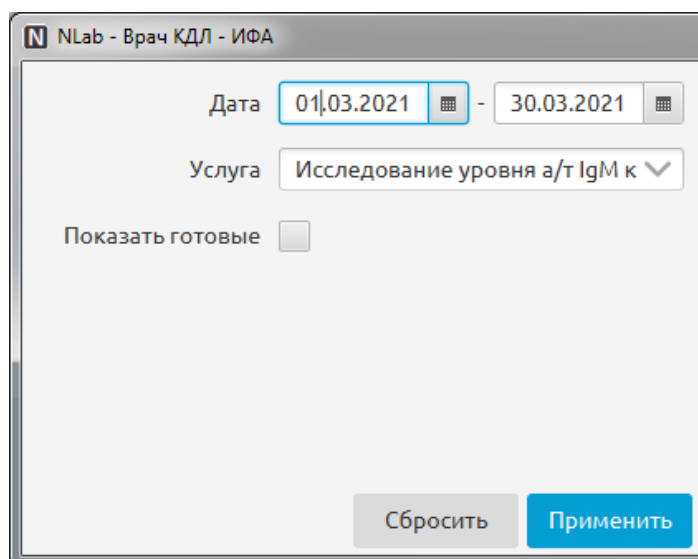 N NLab - Врач КДЛ - ИФА
Дата 01.03.2021 - 30.03.2021
Услуга Исследование уровня а/т IgM к
Показать готовые
Сбросить Применить